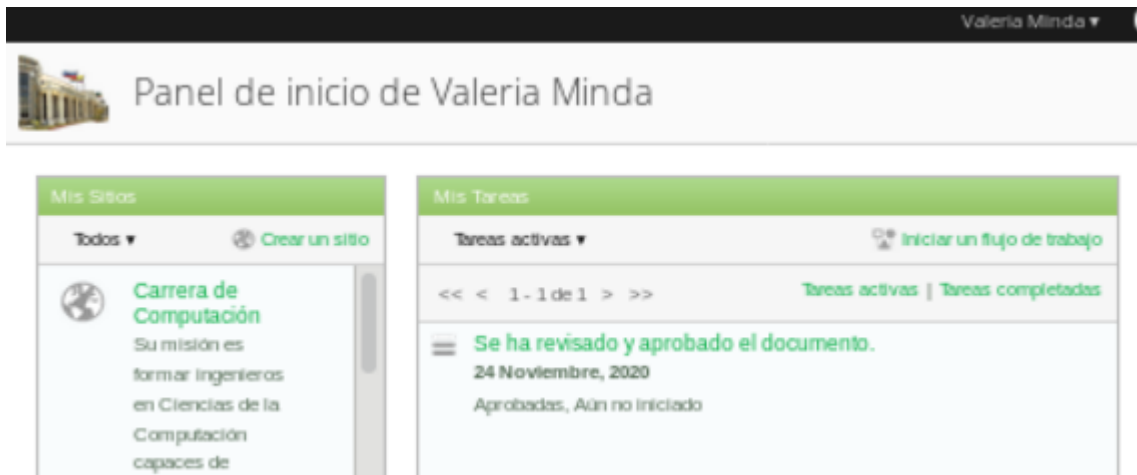 Valeria Minda ▾
Panel de inicio de Valeria Minda
Mis Sitios
Todos ▾ Crear un sitio
Carrera de
Computación
Su misión es
formar ingenieros
en Ciencias de la
Computación
capaces de
Mis Tareas
Tareas activas ▾ Iniciar un flujo de trabajo
<< < 1 - 1 de 1 > >> Tareas activas | Tareas completadas
Se ha revisado y aprobado el documento.
24 Noviembre, 2020
Aprobadas, Aún no iniciado